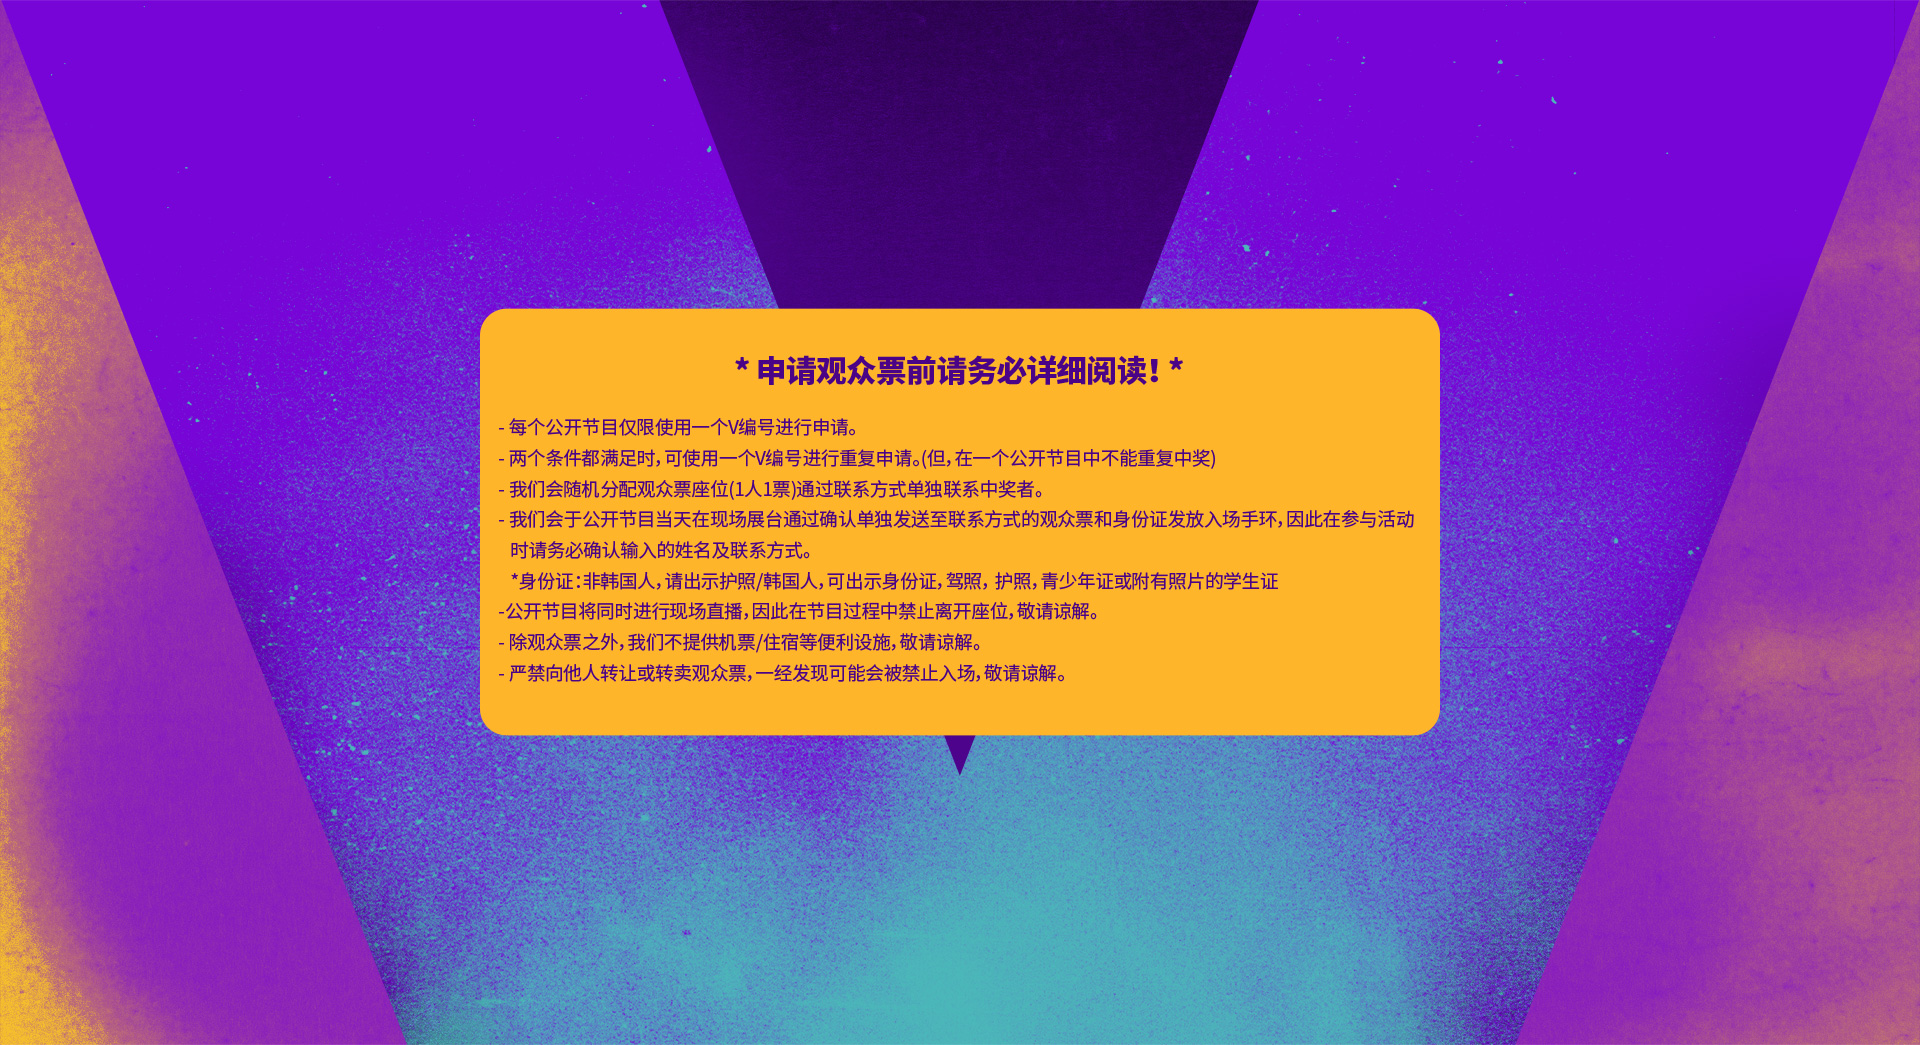 * 申请观众票前请务必详细阅读！*
- 每个公开节目仅限使用一个V编号进行申请。
- 两个条件都满足时，可使用一个V编号进行重复申请。(但，在一个公开节目中不能重复中奖)
- 我们会随机分配观众票座位(1人1票)通过联系方式单独联系中奖者。
- 我们会于公开节目当天在现场展台通过确认单独发送至联系方式的观众票和身份证发放入场手环，因此在参与活动
时请务必确认输入的姓名及联系方式。
*身份证：非韩国人，请出示护照/韩国人，可出示身份证，驾照， 护照，青少年证或附有照片的学生证
-公开节目将同时进行现场直播，因此在节目过程中禁止离开座位，敬请谅解。
- 除观众票之外，我们不提供机票/住宿等便利设施，敬请谅解。
- 严禁向他人转让或转卖观众票，一经发现可能会被禁止入场，敬请谅解。